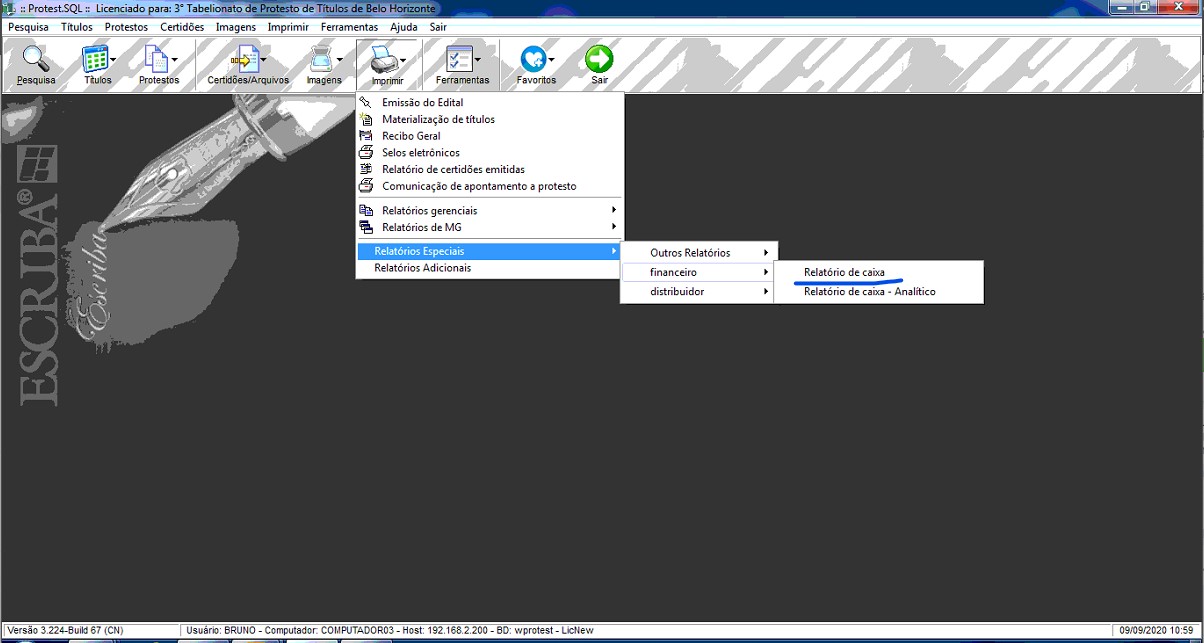 :: Protest.SQL :: Licenciado para: 3° Tabelionato de Protesto de Títulos de Belo Horizonte
Pesquisa Títulos Protestos Certidões Imagens Imprimir Ferramentas Ajuda Sair
Pesquisa Títulos Protestos Certidões/Arquivos Imagens Imprimir Ferramentas Favoritos Sair
Emissão do Edital
Materialização de títulos
Recibo Geral
Selos eletrônicos
Relatório de certidões emitidas
Comunicação de apontamento a protesto
Relatórios gerenciais
Relatórios de MG
Relatórios Especiais
Relatórios Adicionais
Outros Relatórios
financeiro
distribuidor
Relatório de caixa
Relatório de caixa - Analítico
ESCRIBA®
Escriba
Versão 3.224-Build 67 (CN) Usuário: BRUNO - Computador: COMPUTADOR03 - Host: 192.168.2.200 - BD: wprotest - LicNew 09/09/2020 10:59